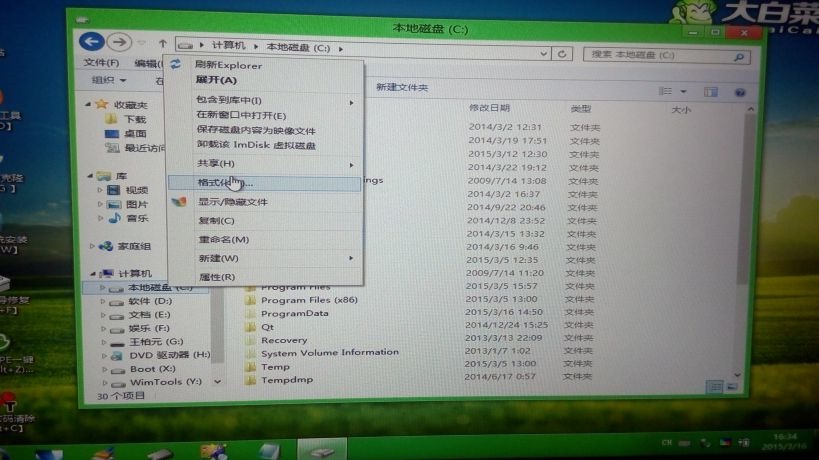 大白菜
本地磁盘 (C:)
计算机 本地磁盘 (C:)
搜索 本地磁盘 (C:)
文件(F) 编辑(
组织
新建文件夹
刷新Explorer
展开(A)
包含到库中(I)
在新窗口中打开(E)
保存磁盘内容为映像文件
卸载该 ImDisk 虚拟磁盘
共享(H)
格式化
显示/隐藏文件
复制(C)
重命名(M)
新建(W)
属性(R)
收藏夹
下载
桌面
最近访问
库
视频
图片
音乐
家庭组
计算机
本地磁盘 (C:)
软件 (D:)
文档 (E:)
娱乐 (F:)
王柏元 (G:)
DVD 驱动器 (H:)
Boot (X:)
WimTools (Y:)
30 个项目
修改日期 类型 大小
2014/3/2 12:31 文件夹
2014/3/19 17:51 文件夹
2015/3/12 12:30 文件夹
2014/3/22 19:12 文件夹
ings 2009/7/14 13:08 文件夹
2014/3/2 16:37 文件夹
2014/9/22 20:46 文件夹
2014/12/8 23:52 文件夹
2014/3/15 13:32 文件夹
2014/3/16 9:46 文件夹
2015/3/5 12:35 文件夹
2009/7/14 11:20 文件夹
Program Files 2015/3/5 15:57 文件夹
Program Files (x86) 2015/3/5 13:00 文件夹
ProgramData 2015/3/16 14:50 文件夹
Qt 2014/12/24 15:25 文件夹
Recovery 2013/3/13 22:09 文件夹
System Volume Information 2013/1/7 1:02 文件夹
Temp 2015/3/5 13:00 文件夹
Tempdmp 2014/6/17 0:57 文件夹
CH
16:34
2015/3/16